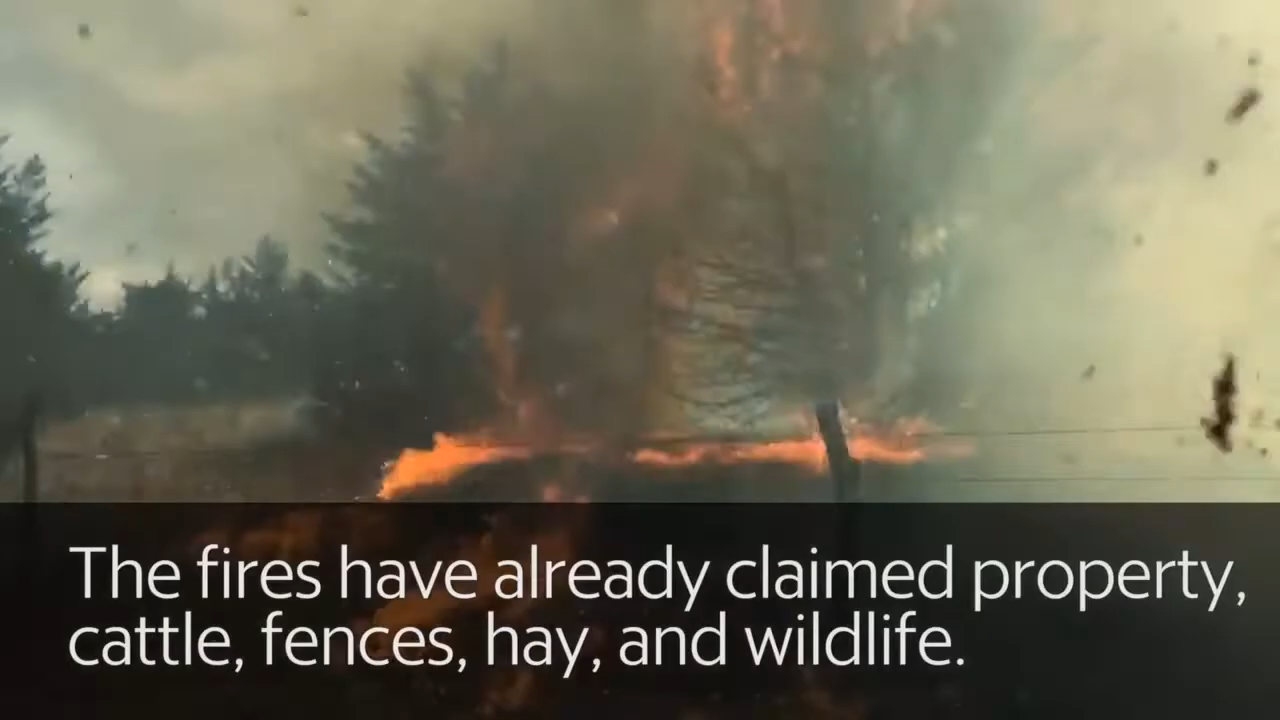 The fires have already claimed property,
cattle, fences, hay, and wildlife.